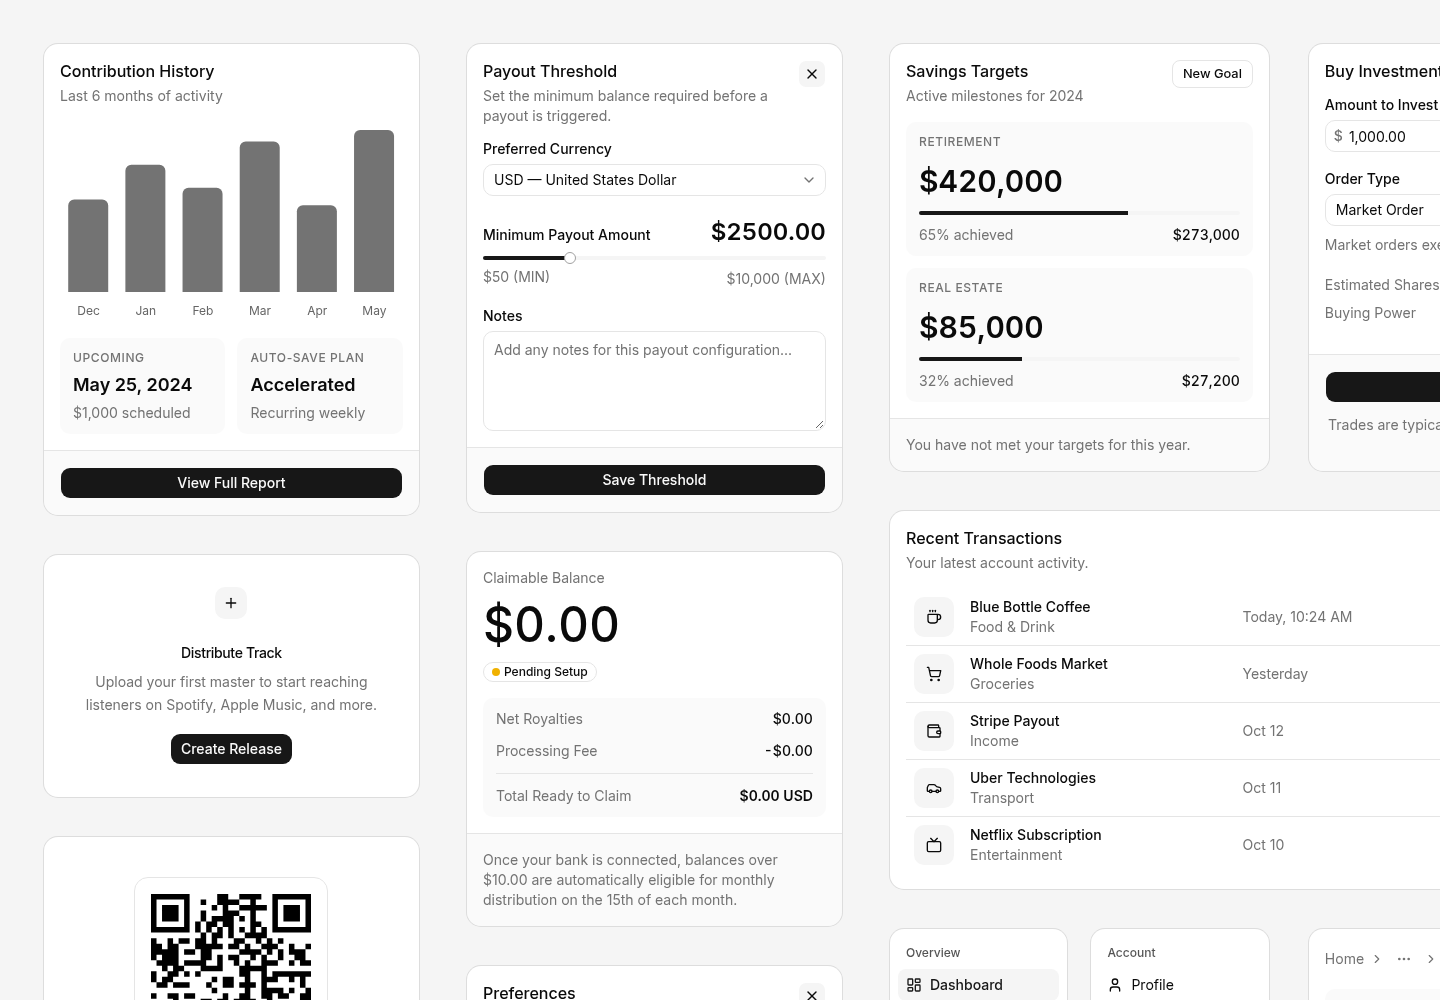 Contribution History
Last 6 months of activity
Dec
Jan
Feb
Mar
Apr
May
UPCOMING
May 25, 2024
$1,000 scheduled
AUTO-SAVE PLAN
Accelerated
Recurring weekly
View Full Report
Distribute Track
Upload your first master to start reaching
listeners on Spotify, Apple Music, and more.
Create Release
Payout Threshold
Set the minimum balance required before a
payout is triggered.
Preferred Currency
USD — United States Dollar
Minimum Payout Amount
$2500.00
$50 (MIN)
$10,000 (MAX)
Notes
Add any notes for this payout configuration...
Save Threshold
Claimable Balance
$0.00
Pending Setup
Net Royalties
$0.00
Processing Fee
-$0.00
Total Ready to Claim
$0.00 USD
Once your bank is connected, balances over
$10.00 are automatically eligible for monthly
distribution on the 15th of each month.
Preferences
Savings Targets
Active milestones for 2024
New Goal
RETIREMENT
$420,000
65% achieved
$273,000
REAL ESTATE
$85,000
32% achieved
$27,200
You have not met your targets for this year.
Buy Investment
Amount to Invest
$ 1,000.00
Order Type
Market Order
Market orders exe
Estimated Shares
Buying Power
Trades are typica
Recent Transactions
Your latest account activity.
Blue Bottle Coffee
Food & Drink
Today, 10:24 AM
Whole Foods Market
Groceries
Yesterday
Stripe Payout
Income
Oct 12
Uber Technologies
Transport
Oct 11
Netflix Subscription
Entertainment
Oct 10
Overview
Dashboard
Account
Profile
Home